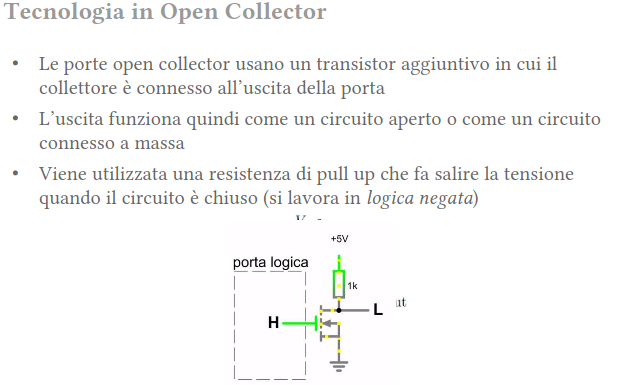 Tecnologia in Open Collector
• Le porte open collector usano un transistor aggiuntivo in cui il
collettore è connesso all'uscita della porta
• L'uscita funziona quindi come un circuito aperto o come un circuito
connesso a massa
• Viene utilizzata una resistenza di pull up che fa salire la tensione
quando il circuito è chiuso (si lavora in logica negata)
+5V
porta logica
1k
H
L